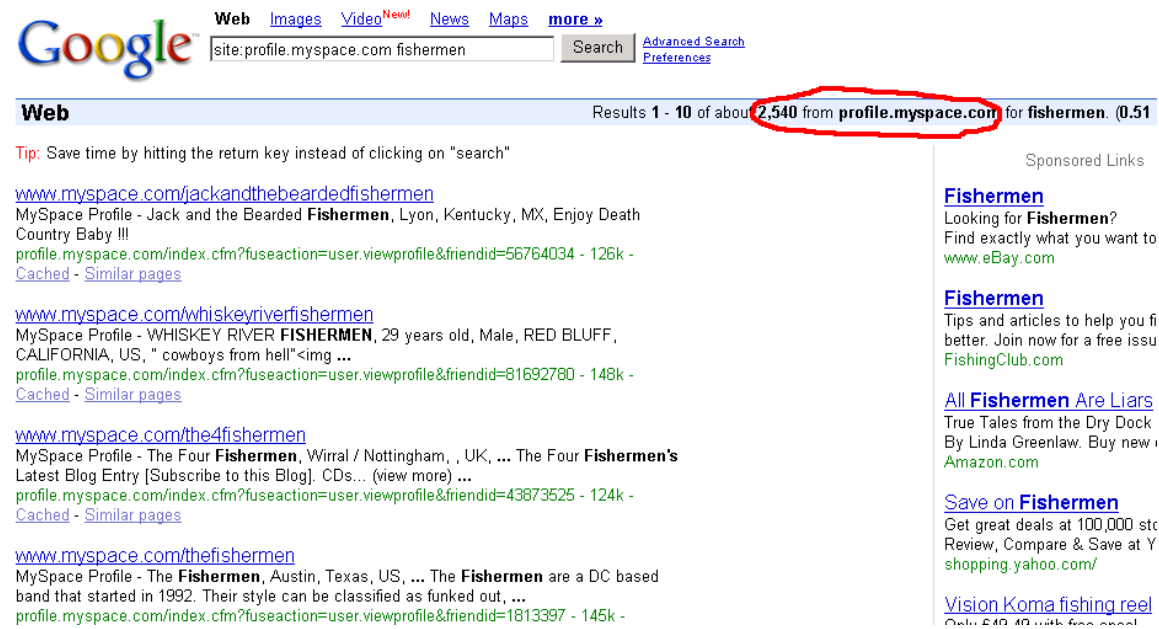 Web Images Video New! News Maps more »
Google™ site:profile.myspace.com fishermen Search Advanced Search
Preferences
Web Results 1 - 10 of about 2,540 from profile.myspace.com for fishermen. (0.51
Tip: Save time by hitting the return key instead of clicking on "search"
www.myspace.com/jackandthebeardedfishermen
MySpace Profile - Jack and the Bearded Fishermen, Lyon, Kentucky, MX, Enjoy Death
Country Baby !!!
profile.myspace.com/index.cfm?fuseaction=user.viewprofile&friendid=56764034 - 126k -
Cached - Similar pages
www.myspace.com/whiskeyriverfishermen
MySpace Profile - WHISKEY RIVER FISHERMEN, 29 years old, Male, RED BLUFF,
CALIFORNIA, US, " cowboys from hell"<img ...
profile.myspace.com/index.cfm?fuseaction=user.viewprofile&friendid=81692780 - 148k -
Cached - Similar pages
www.myspace.com/the4fishermen
MySpace Profile - The Four Fishermen, Wirral / Nottingham, , UK, ... The Four Fishermen's
Latest Blog Entry [Subscribe to this Blog]. CDs... (view more) ...
profile.myspace.com/index.cfm?fuseaction=user.viewprofile&friendid=43873525 - 124k -
Cached - Similar pages
www.myspace.com/thefishermen
MySpace Profile - The Fishermen, Austin, Texas, US, ... The Fishermen are a DC based
band that started in 1992. Their style can be classified as funked out, ...
profile.myspace.com/index.cfm?fuseaction=user.viewprofile&friendid=1813397 - 145k -
Sponsored Links
Fishermen
Looking for Fishermen?
Find exactly what you want to
www.eBay.com
Fishermen
Tips and articles to help you fi
better. Join now for a free issu
FishingClub.com
All Fishermen Are Liars
True Tales from the Dry Dock
By Linda Greenlaw. Buy new
Amazon.com
Save on Fishermen
Get great deals at 100,000 sto
Review, Compare & Save at Y
shopping.yahoo.com/
Vision Koma fishing reel
Only £49.49 with free spool